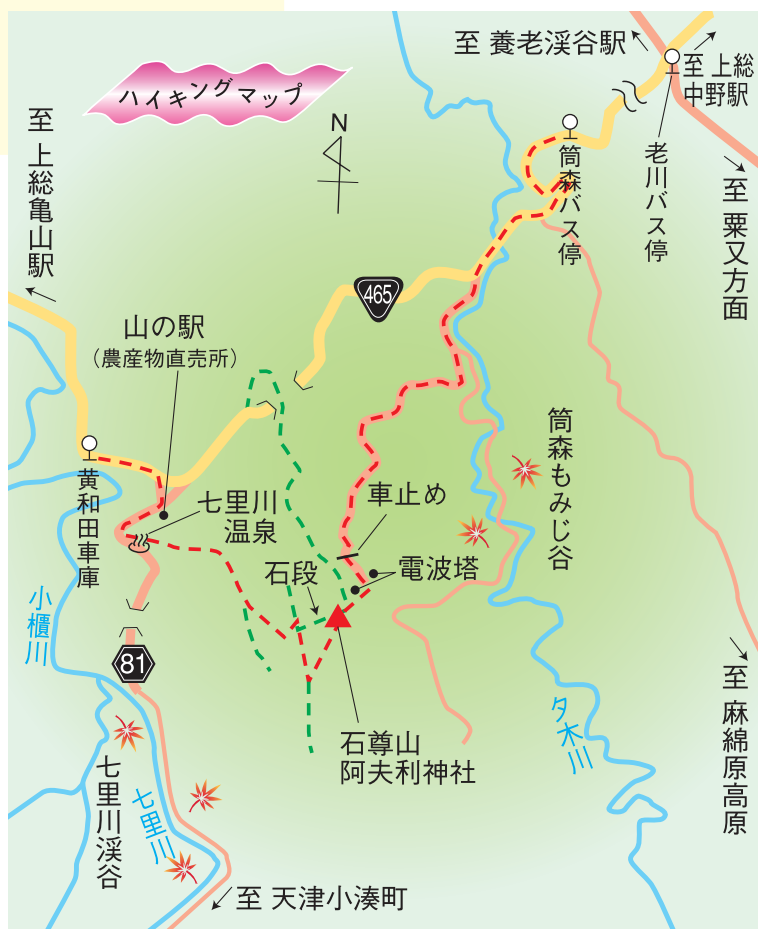 ハイキングマップ
N
至 養老渓谷駅
至 上総
中野駅
至 上総亀山駅
筒森バス停
老川バス停
至 粟又方面
465
山の駅
（農産物直売所）
黄和田車庫
七里川
温泉
車止め
筒森もみじ谷
石段
電波塔
小櫃川
81
石尊山
阿夫利神社
夕木川
至 麻綿原高原
七里川渓谷
七里川
至 天津小湊町